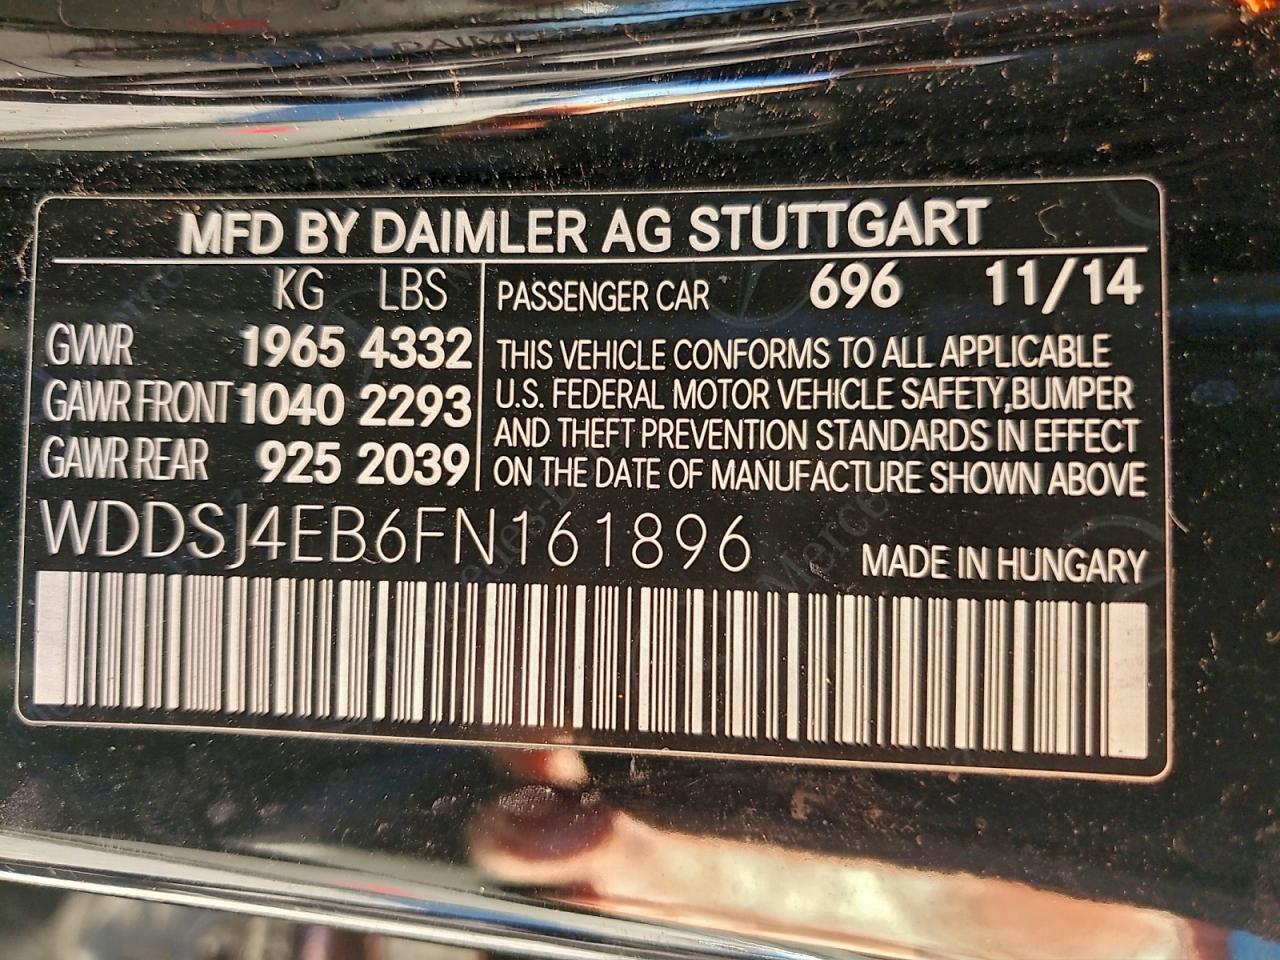 MFD BY DAIMLER AG STUTTGART
KG LBS
GVWR 1965 4332
GAWR FRONT 1040 2293
GAWR REAR 925 2039
PASSENGER CAR 696 11/14
THIS VEHICLE CONFORMS TO ALL APPLICABLE
U.S. FEDERAL MOTOR VEHICLE SAFETY,BUMPER
AND THEFT PREVENTION STANDARDS IN EFFECT
ON THE DATE OF MANUFACTURE SHOWN ABOVE
WDDSJ4EB6FN161896
MADE IN HUNGARY